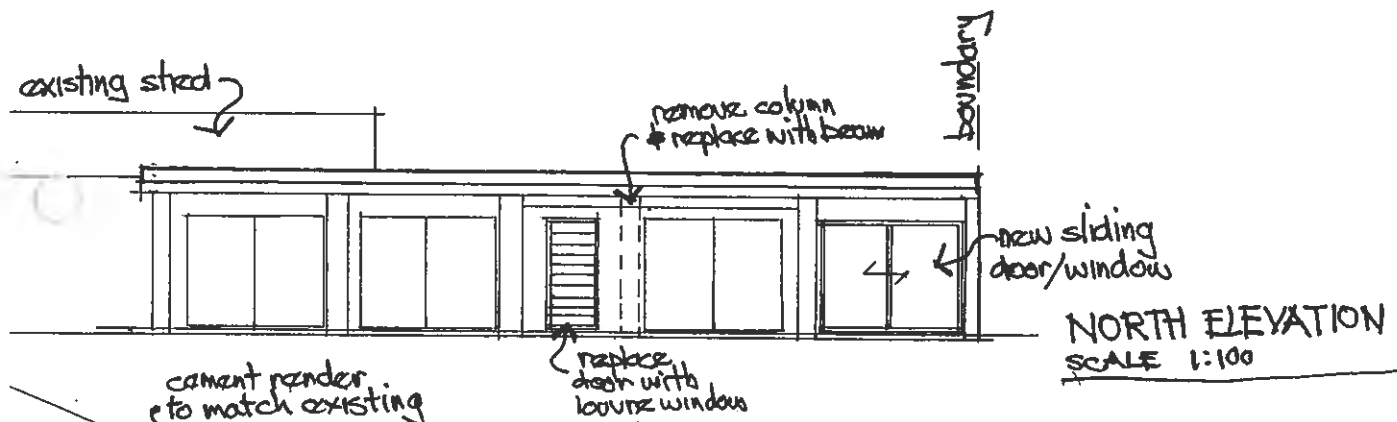 existing shed
remove column
& replace with beam
boundary
new sliding
door/window
NORTH ELEVATION
SCALE 1:100
cement render
to match existing
replace
door with
louvre window